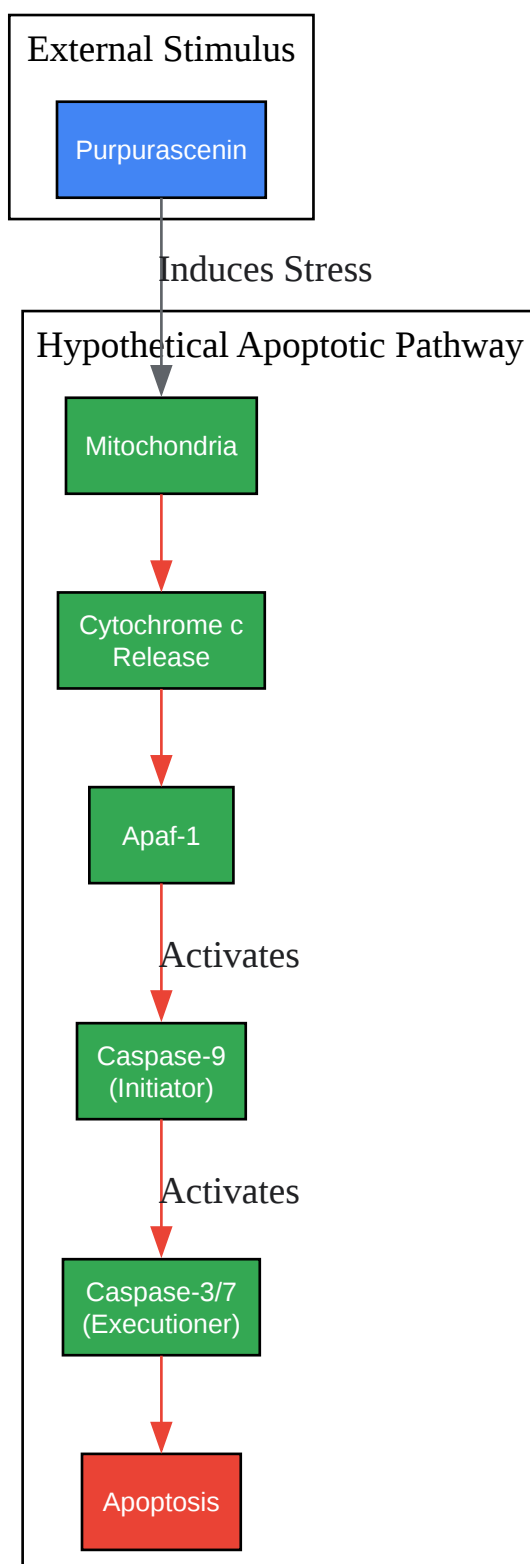 External Stimulus
Purpurascenin
Induces Stress
Hypothetical Apoptotic Pathway
Mitochondria
Cytochrome c
Release
Apaf-1
Activates
Caspase-9
(Initiator)
Activates
Caspase-3/7
(Executioner)
Apoptosis